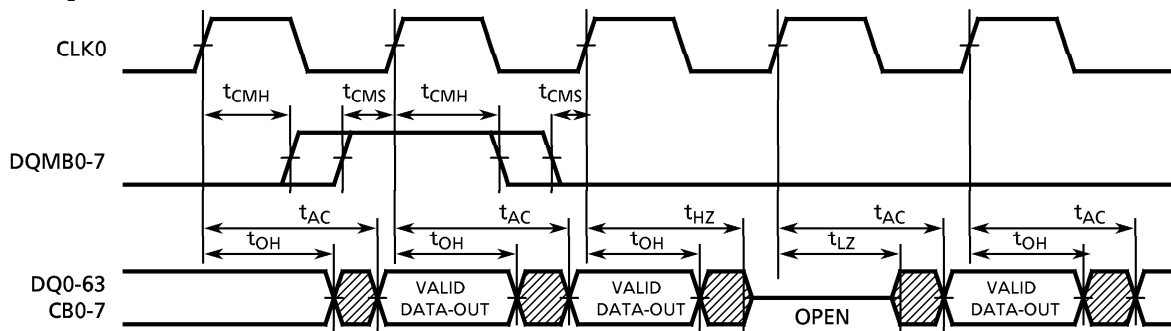 CLK0
tCMH tCMS tCMH tCMS
DQMB0-7
tAC tAC tHZ tAC tAC
tOH tOH tOH tLZ tOH
DQ0-63 VALID VALID VALID
CB0-7 DATA-OUT DATA-OUT OPEN DATA-OUT